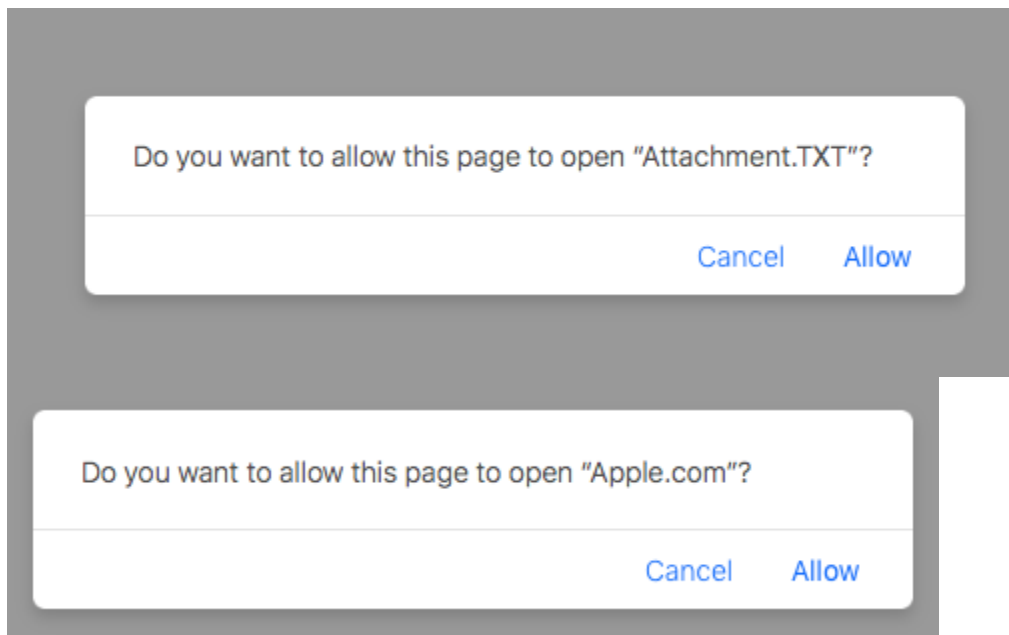 Do you want to allow this page to open “Attachment.TXT”?
Cancel Allow
Do you want to allow this page to open “Apple.com”?
Cancel Allow